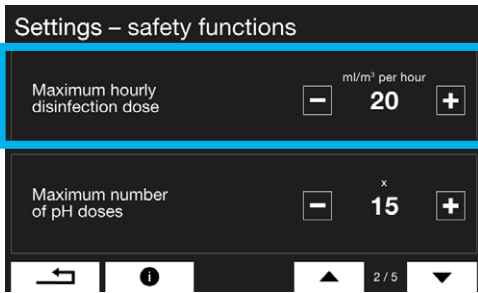 Settings – safety functions
ml/m³ per hour
Maximum hourly
disinfection dose
− 20 +
x
Maximum number
of pH doses
− 15 +
i
2 / 5